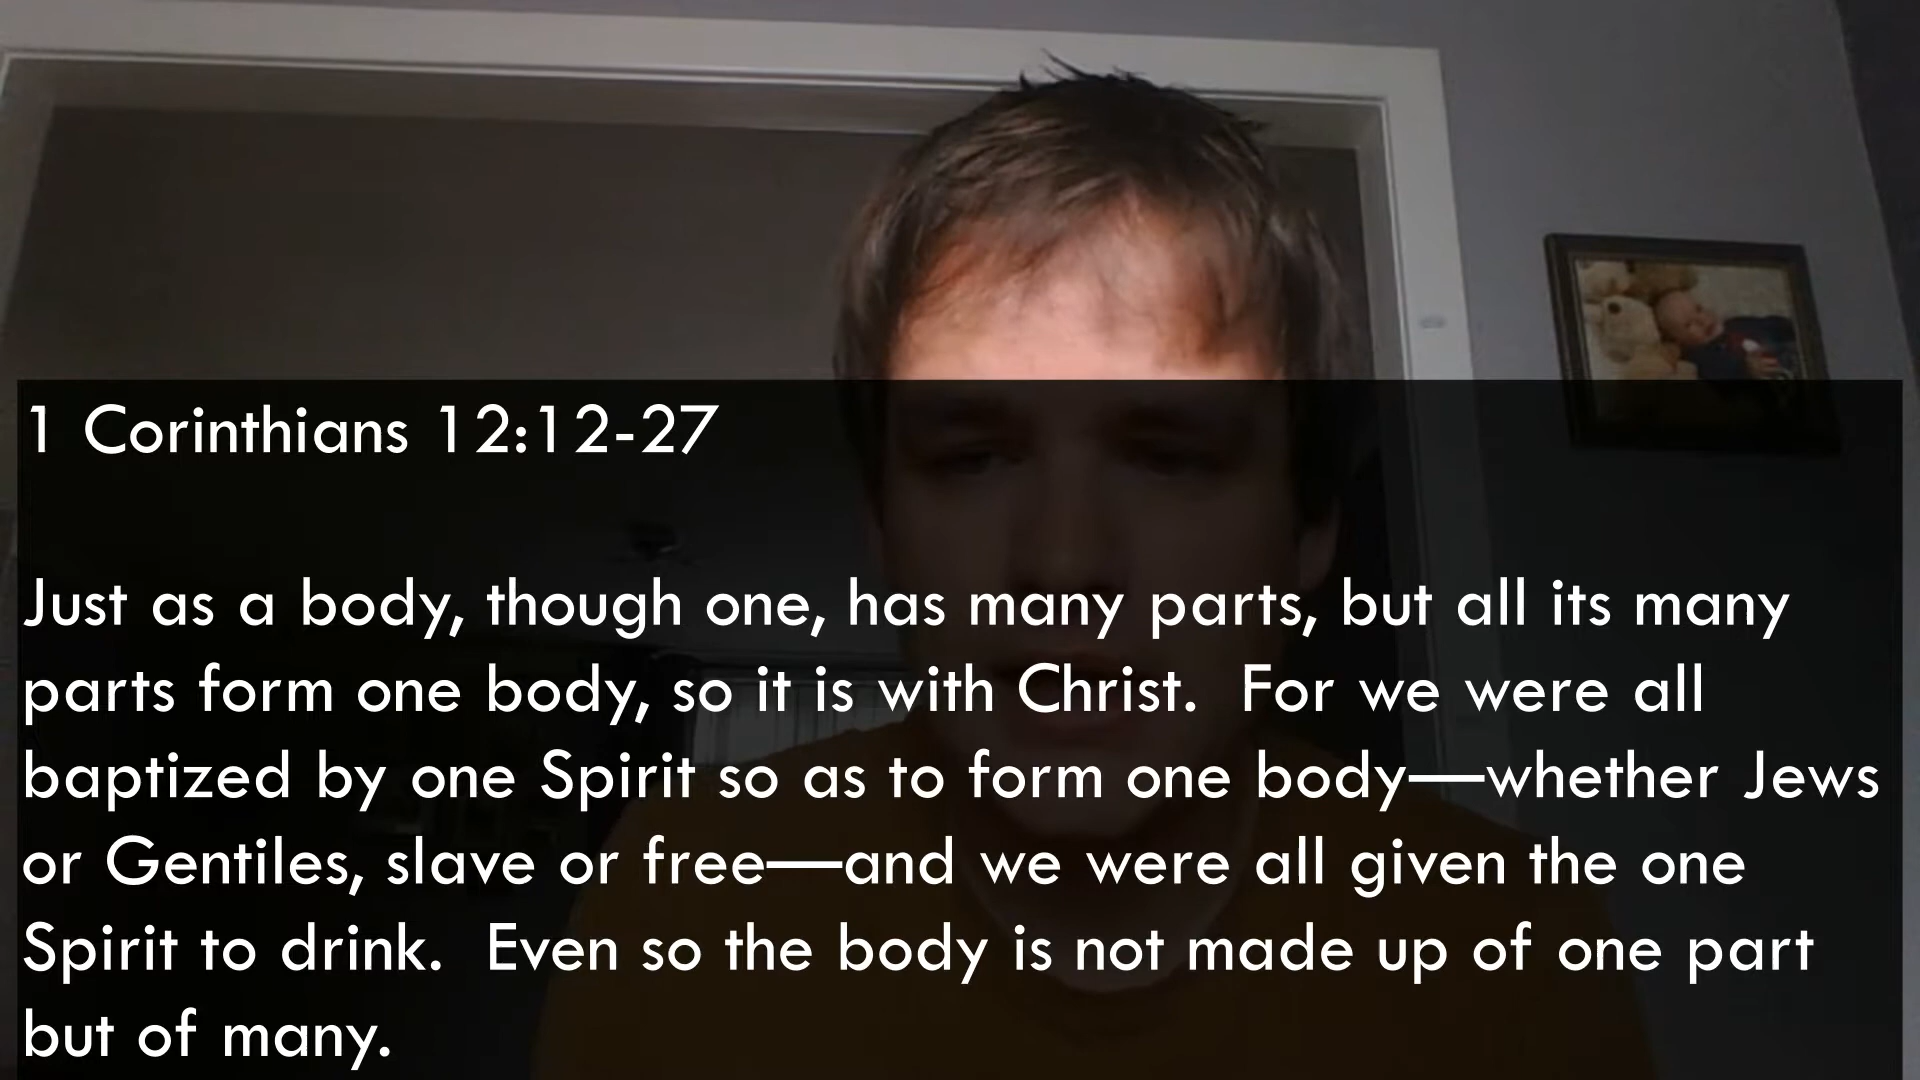 1 Corinthians 12:12-27
Just as a body, though one, has many parts, but all its many
parts form one body, so it is with Christ.  For we were all
baptized by one Spirit so as to form one body—whether Jews
or Gentiles, slave or free—and we were all given the one
Spirit to drink.  Even so the body is not made up of one part
but of many.